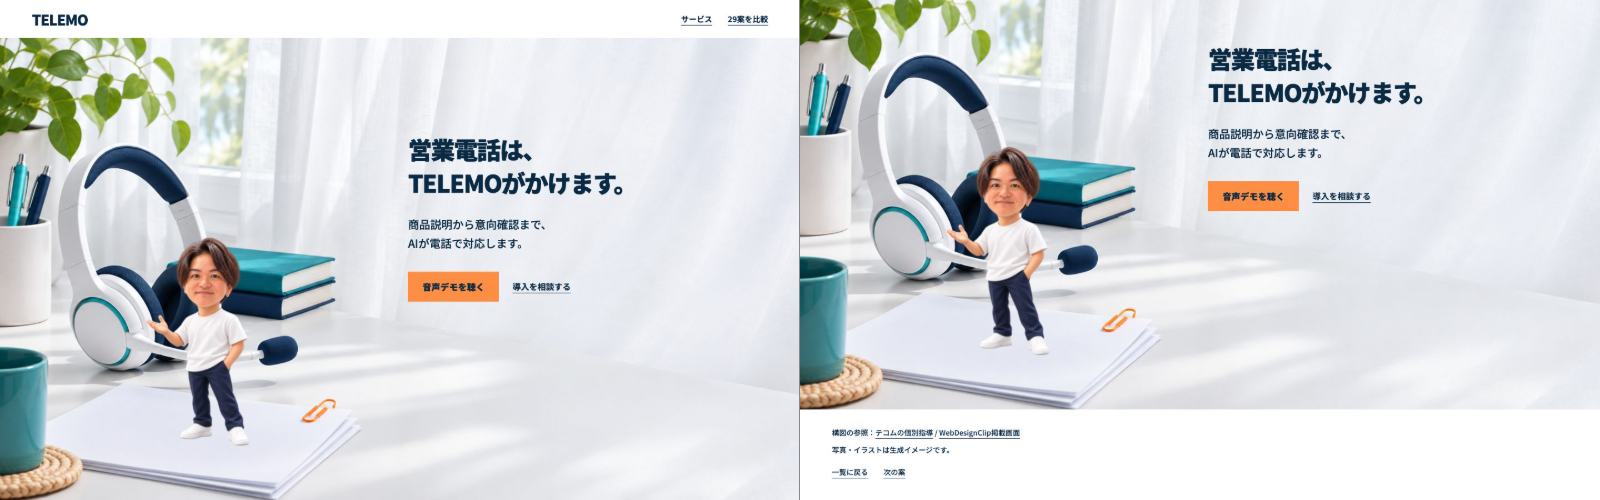 TELEMO
サービス 29案を比較
営業電話は、
TELEMOがかけます。
商品説明から意向確認まで、
AIが電話で対応します。
音声デモを聴く 導入を相談する
営業電話は、
TELEMOがかけます。
商品説明から意向確認まで、
AIが電話で対応します。
音声デモを聴く 導入を相談する
構図の参照：テコムの個別指導 / WebDesignClip掲載画面
写真・イラストは生成イメージです。
一覧に戻る 次の案